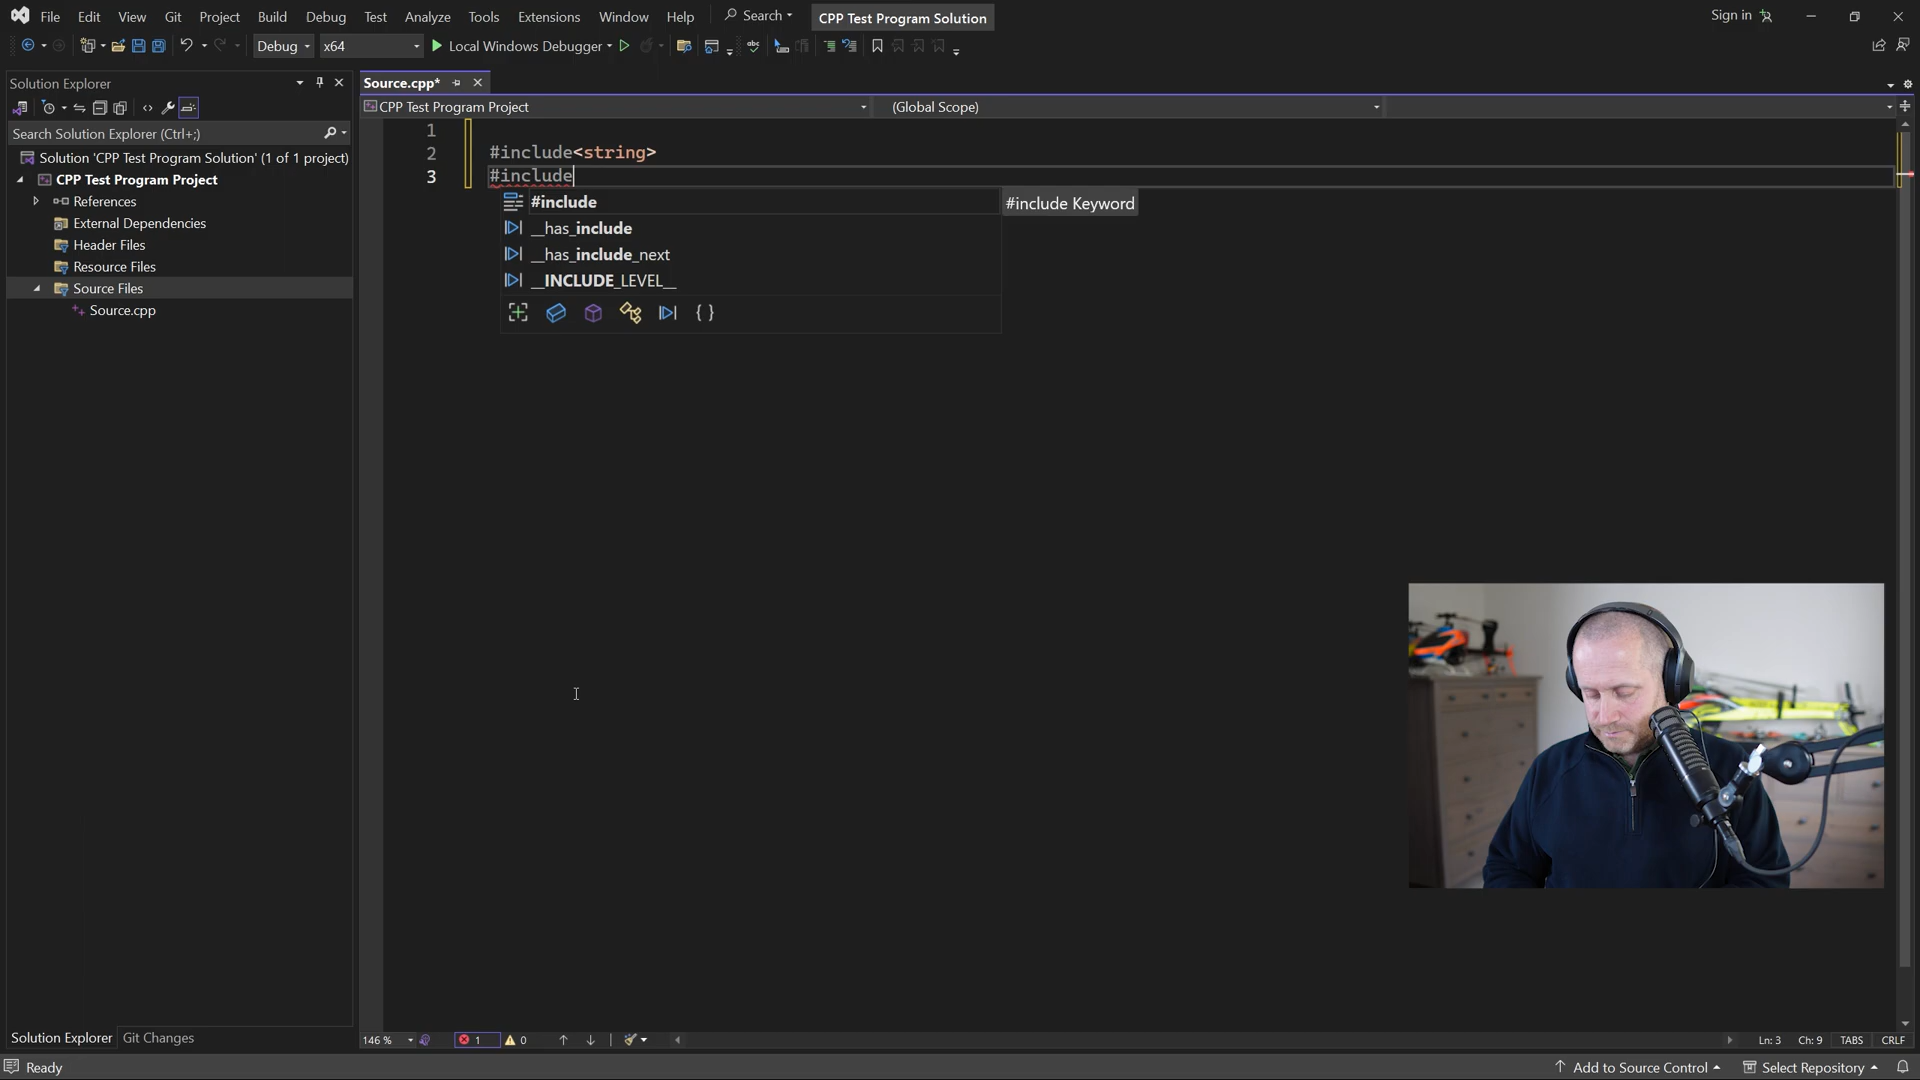 File Edit View Git Project Build Debug Test Analyze Tools Extensions Window Help Search CPP Test Program Solution Sign in
Debug x64 Local Windows Debugger
Solution Explorer
Search Solution Explorer (Ctrl+;)
Solution 'CPP Test Program Solution' (1 of 1 project)
CPP Test Program Project
References
External Dependencies
Header Files
Resource Files
Source Files
Source.cpp
Source.cpp*
CPP Test Program Project (Global Scope)
1
2 #include<string>
3 #include
#include #include Keyword
__has_include
__has_include_next
__INCLUDE_LEVEL__
Solution Explorer Git Changes
146 % 1 0 Ln: 3 Ch: 9 TABS CRLF
Ready Add to Source Control Select Repository